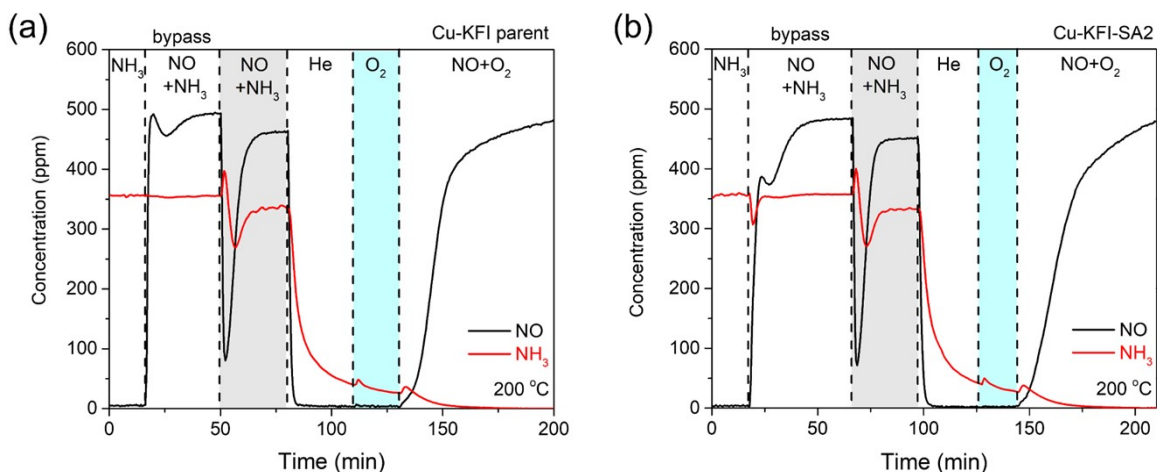 (a)
Cu-KFI parent
bypass
600
500
400
300
200
100
0
Concentration (ppm)
NH₃
NO
+NH₃
NO
+NH₃
He
O₂
NO+O₂
NO
NH₃
200 °C
0
50
100
150
200
Time (min)
(b)
Cu-KFI-SA2
bypass
600
500
400
300
200
100
0
Concentration (ppm)
NH₃
NO
+NH₃
NO
+NH₃
He
O₂
NO+O₂
NO
NH₃
200 °C
0
50
100
150
200
Time (min)